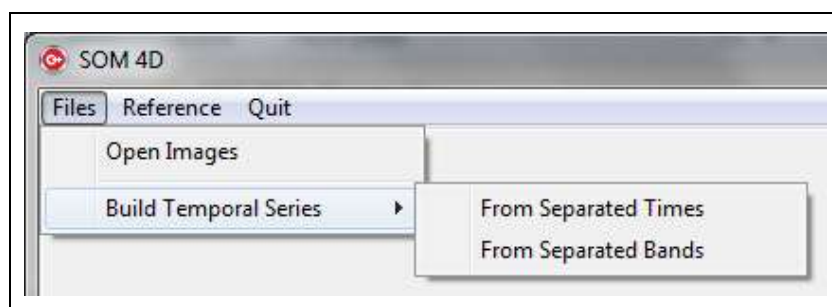 SOM 4D
Files Reference Quit
Open Images
Build Temporal Series
From Separated Times
From Separated Bands